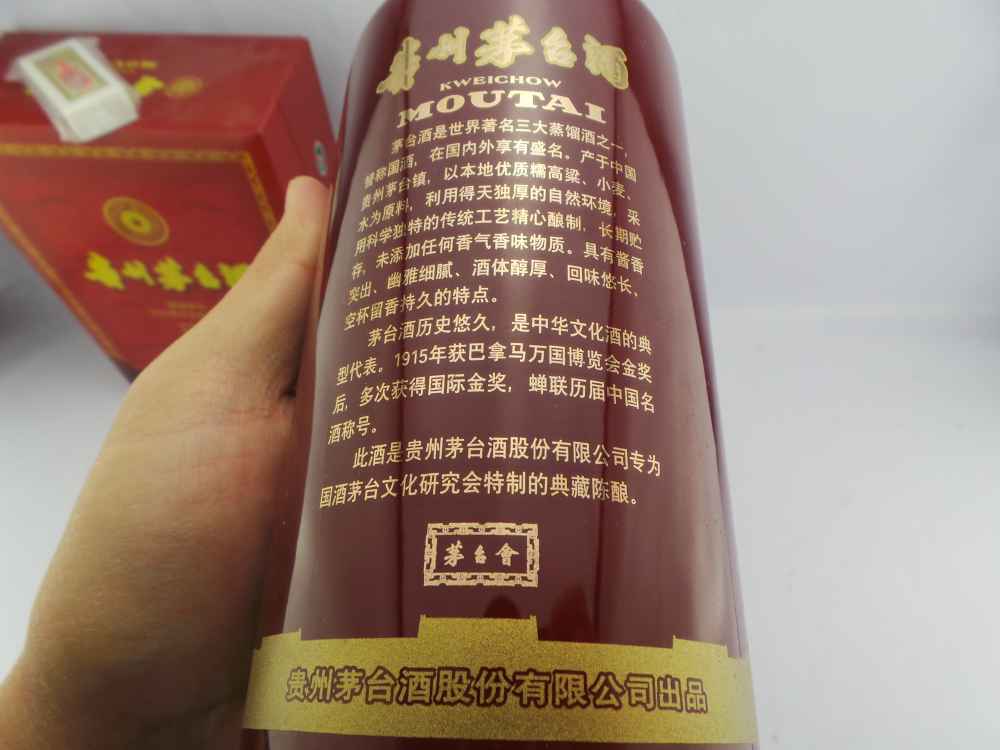 贵州茅台酒
KWEICHOW
MOUTAI
茅台酒是世界著名三大蒸馏酒之一，
誉称国酒，在国内外享有盛名。产于中国
贵州茅台镇，以本地优质糯高粱、小麦、
水为原料，利用得天独厚的自然环境，采
用科学独特的传统工艺精心酿制，长期贮
存，未添加任何香气香味物质。具有酱香
突出、幽雅细腻、酒体醇厚、回味悠长，
空杯留香持久的特点。
茅台酒历史悠久，是中华文化酒的典
型代表。1915年获巴拿马万国博览会金奖
后，多次获得国际金奖，蝉联历届中国名
酒称号。
此酒是贵州茅台酒股份有限公司专为
国酒茅台文化研究会特制的典藏陈酿。
茅台會
贵州茅台酒股份有限公司出品
贵州茅台酒